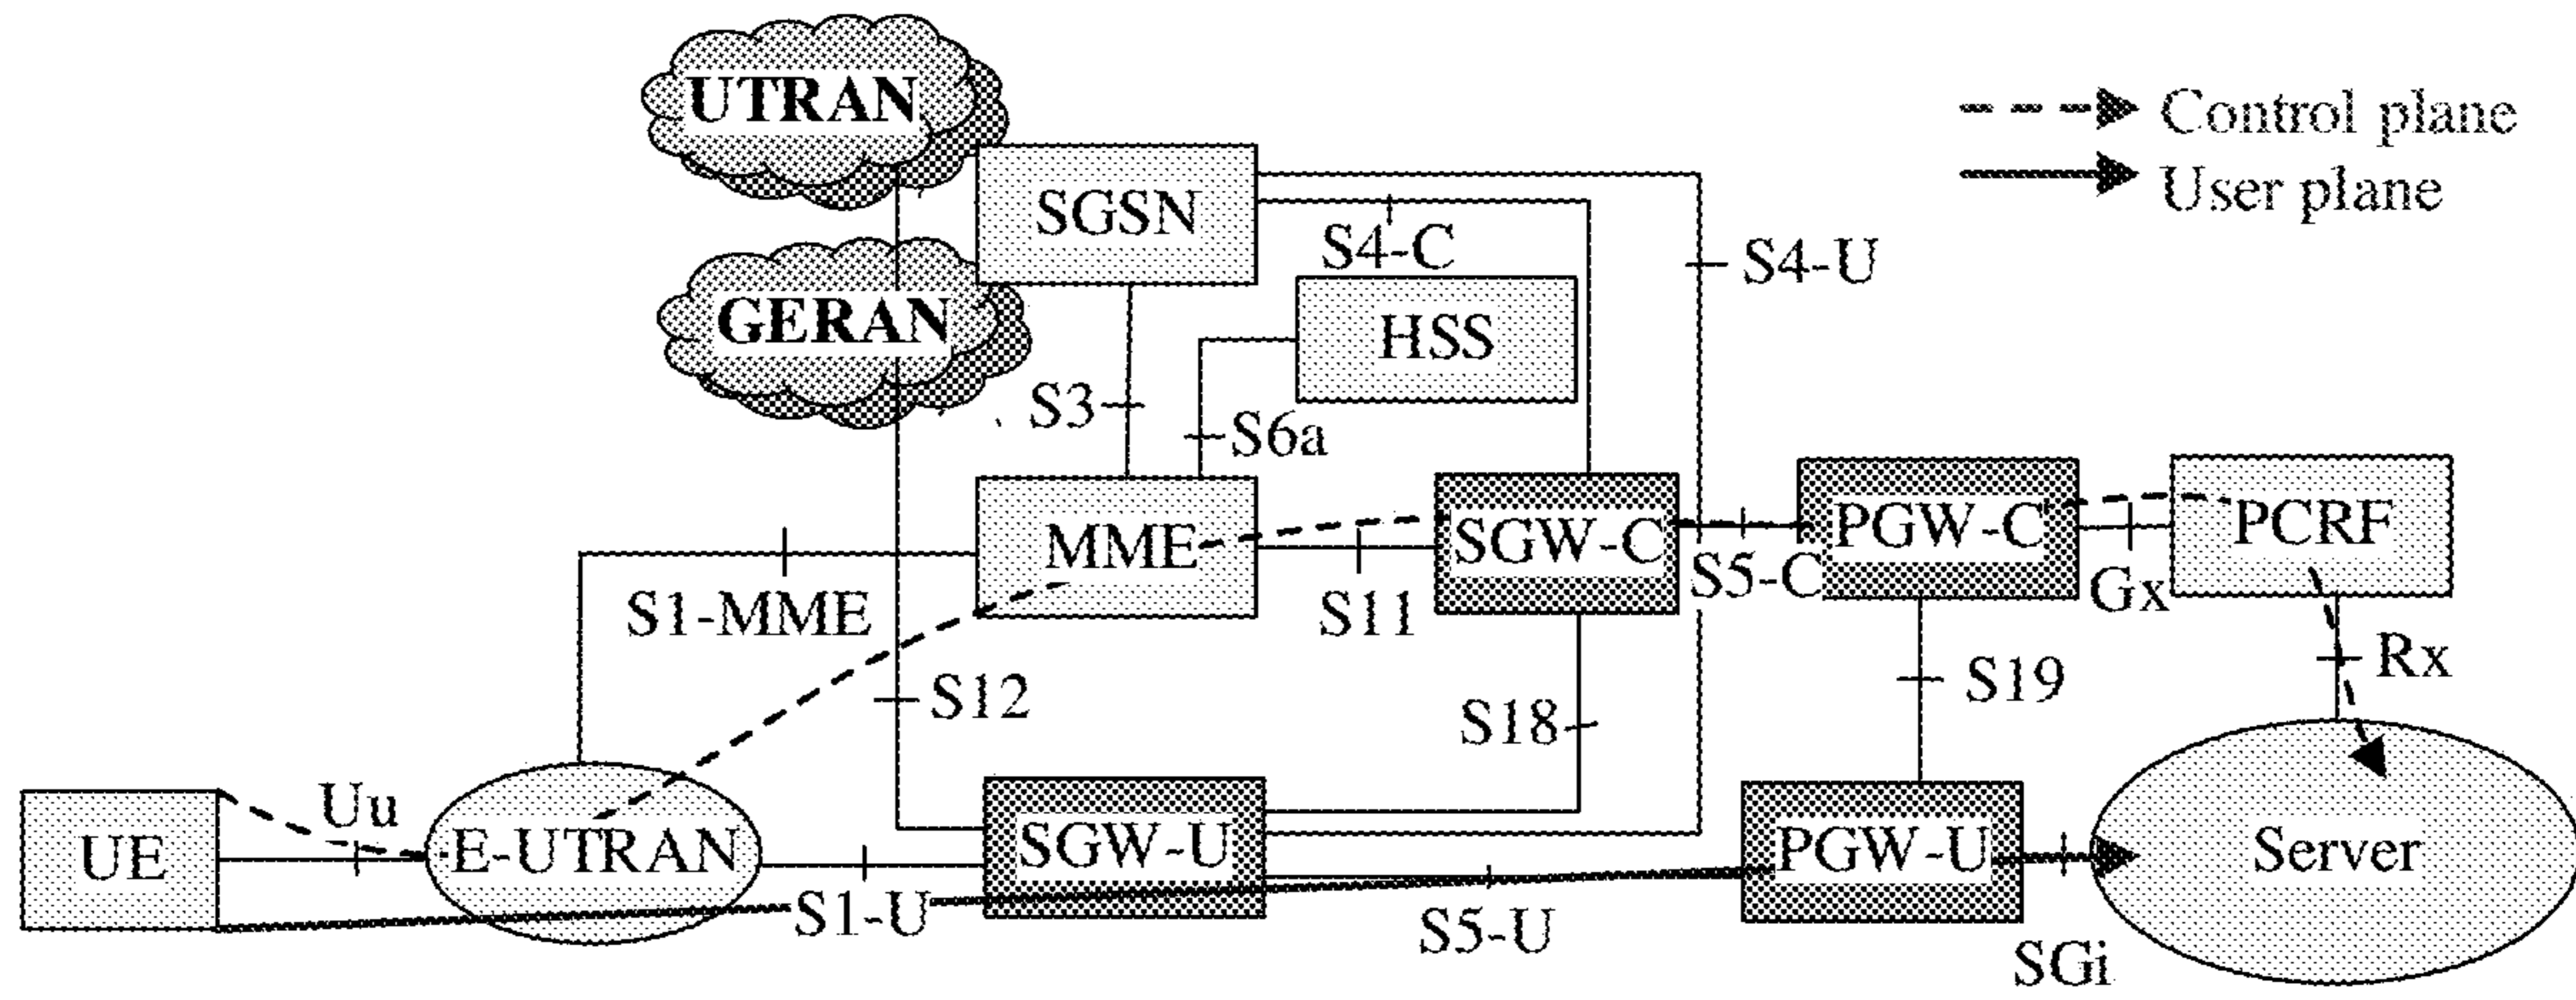 UTRAN
Control plane
User plane
SGSN
S4-C
S4-U
GERAN
HSS
S3
S6a
MME
SGW-C
PGW-C
PCRF
S5-C
S1-MME
S11
Gx
S12
S18
S19
Rx
Uu
UE
E-UTRAN
SGW-U
PGW-U
Server
S1-U
S5-U
SGi